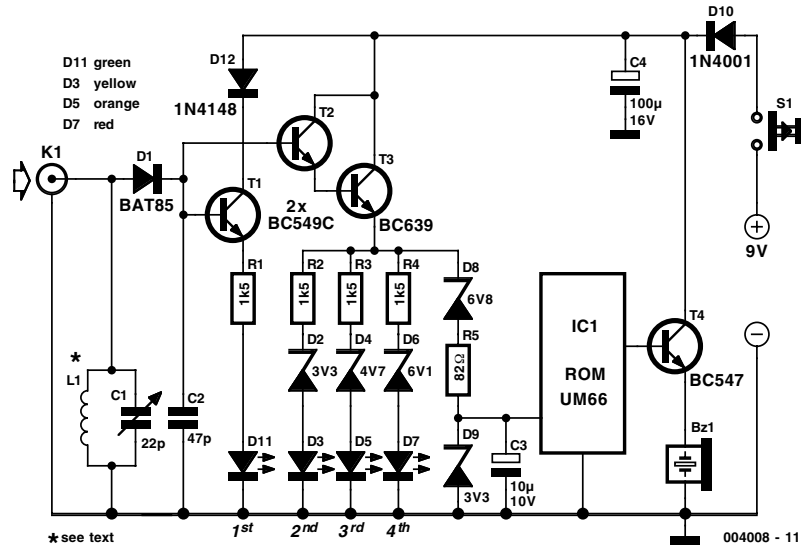 D11 green
D3 yellow
D5 orange
D7 red
D12
1N4148
D10
1N4001
C4
100µ
16V
S1
K1
D1
BAT85
T2
T1
2x
BC549C
T3
BC639
9V
R1
1k5
R2
1k5
R3
1k5
R4
1k5
D8
6V8
R5
82Ω
D2
3V3
D4
4V7
D6
6V1
IC1
ROM
UM66
T4
BC547
*
L1
C1
22p
C2
47p
D11
D3
D5
D7
D9
3V3
C3
10µ
10V
Bz1
* see text
1st
2nd
3rd
4th
004008 - 11